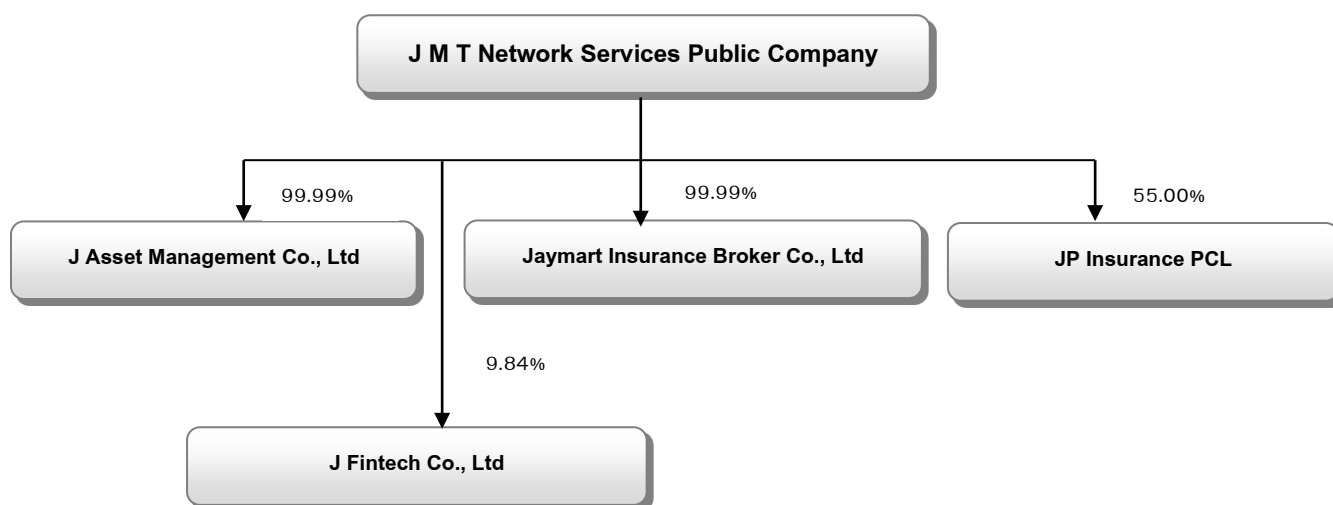 J M T Network Services Public Company
99.99%
99.99%
55.00%
J Asset Management Co., Ltd
Jaymart Insurance Broker Co., Ltd
JP Insurance PCL
9.84%
J Fintech Co., Ltd